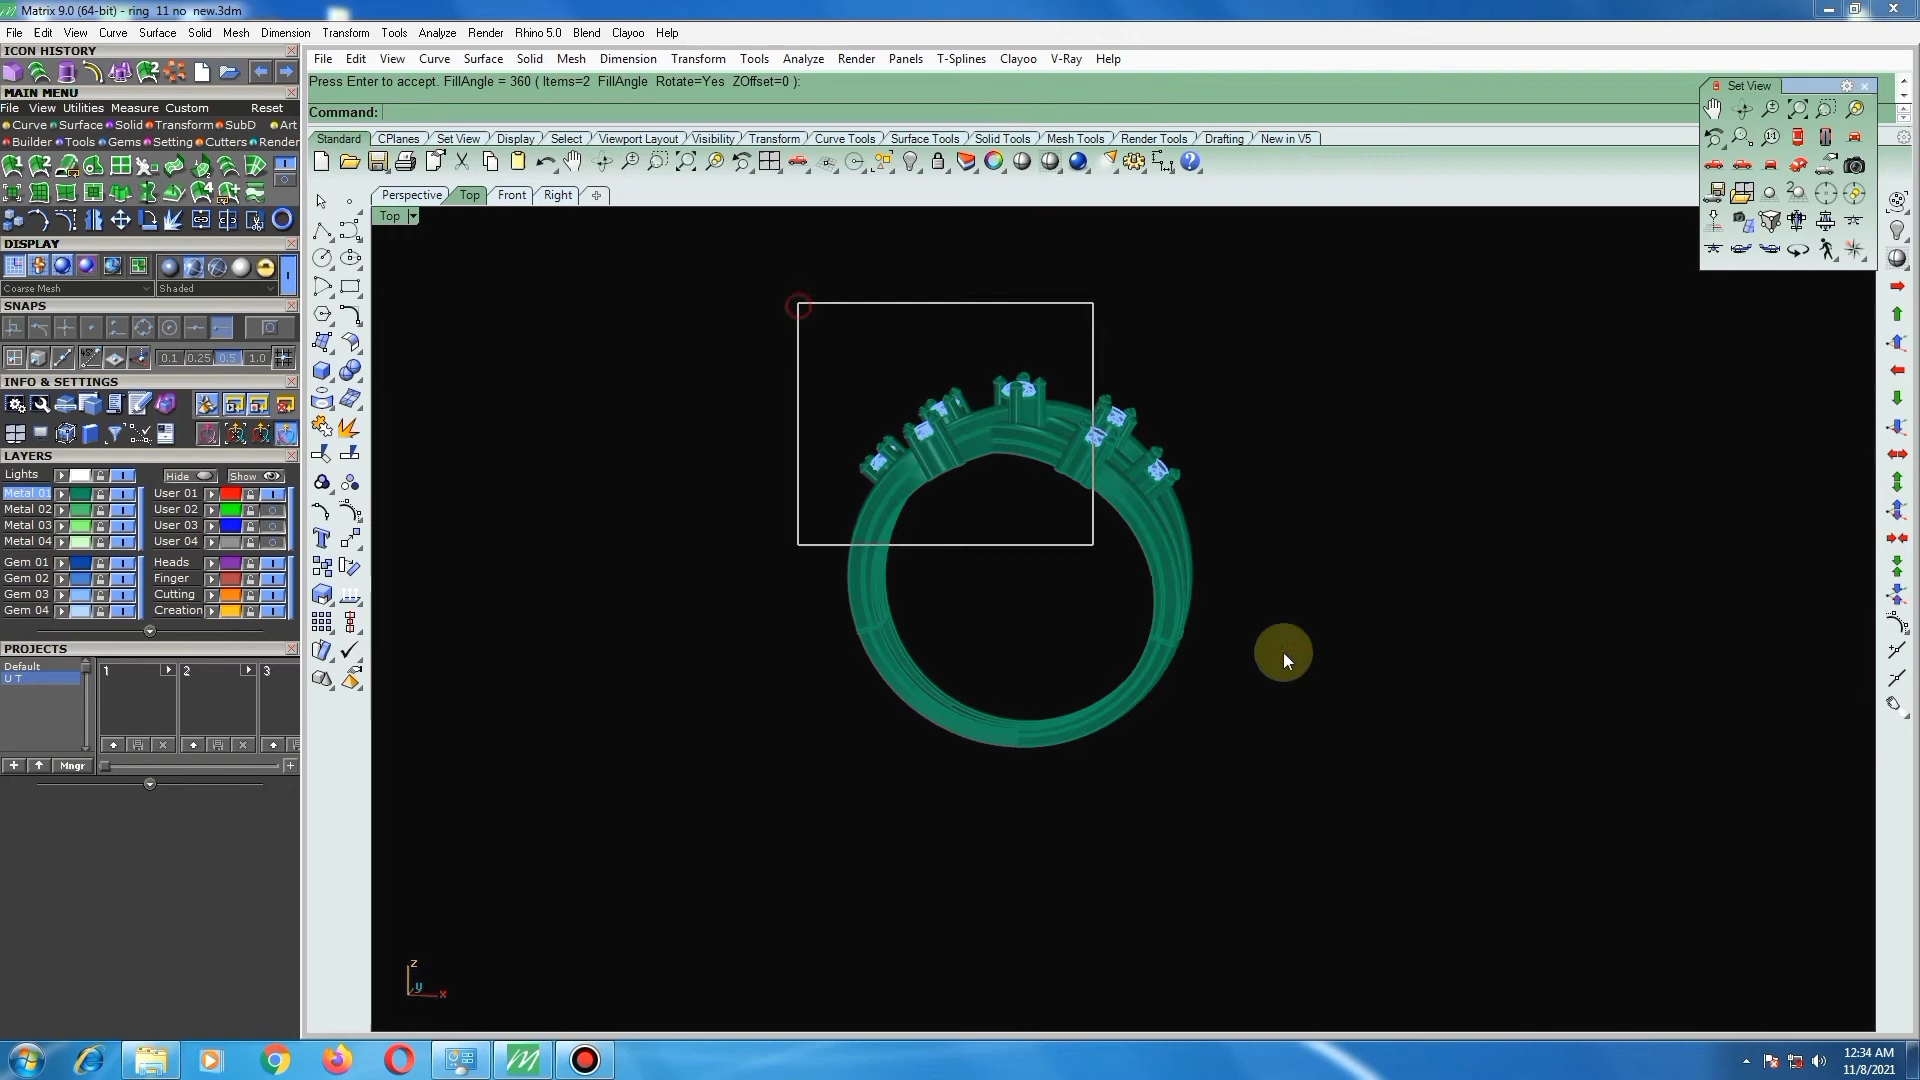 Matrix 9.0 (64-bit) - ring  11 no  new.3dm
File Edit View Curve Surface Solid Mesh Dimension Transform Tools Analyze Render Rhino 5.0 Blend Clayoo Help
ICON HISTORY
MAIN MENU
File View Utilities Measure Custom Reset
Curve Surface Solid Transform SubD Art
Builder Tools Gems Setting Cutters Render
DISPLAY
Coarse Mesh Shaded
SNAPS
0.1 0.25 0.5 1.0
INFO & SETTINGS
LAYERS
Lights Hide Show
Metal 01 User 01
Metal 02 User 02
Metal 03 User 03
Metal 04 User 04
Gem 01 Heads
Gem 02 Finger
Gem 03 Cutting
Gem 04 Creation
PROJECTS
Default 1 2 3
U T
Mngr
File Edit View Curve Surface Solid Mesh Dimension Transform Tools Analyze Render Panels T-Splines Clayoo V-Ray Help
Press Enter to accept. FillAngle = 360 ( Items=2  FillAngle  Rotate=Yes  ZOffset=0 ):
Command:
Standard CPlanes Set View Display Select Viewport Layout Visibility Transform Curve Tools Surface Tools Solid Tools Mesh Tools Render Tools Drafting New in V5
Perspective Top Front Right
Top
Set View
z
y
x
12:34 AM
11/8/2021